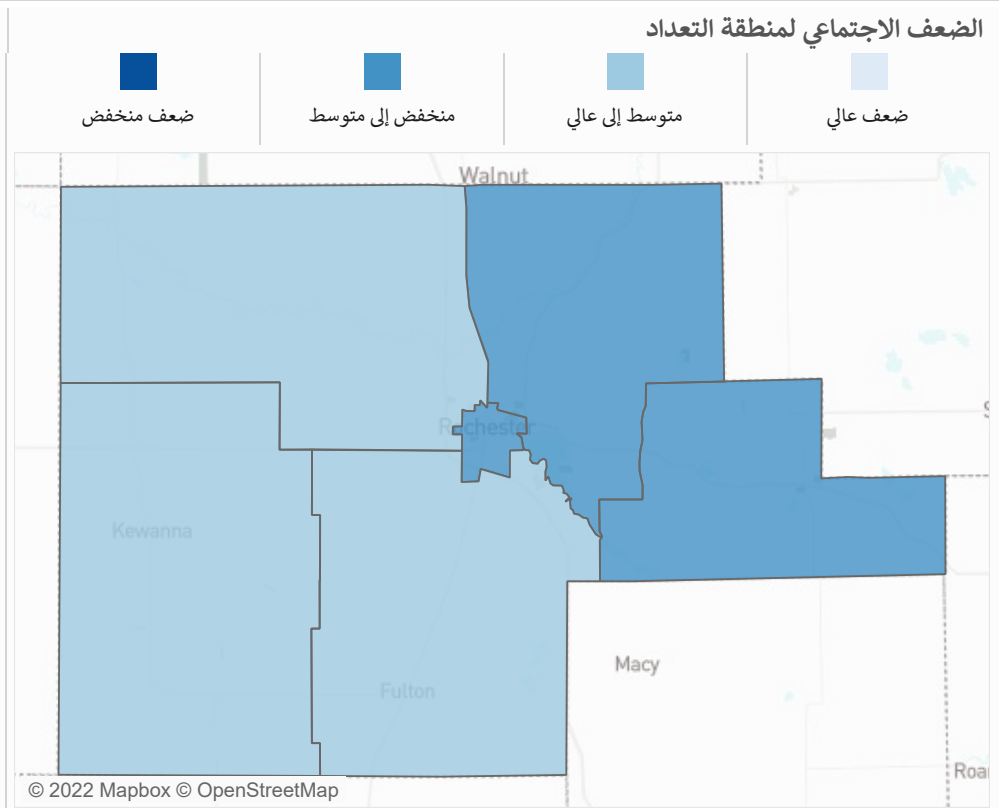 الضعف الاجتماعي لمنطقة التعداد
ضعف عالي
متوسط إلى عالي
منخفض إلى متوسط
ضعف منخفض
Walnut
Rochester
Kewanna
Macy
Fulton
© 2022 Mapbox © OpenStreetMap